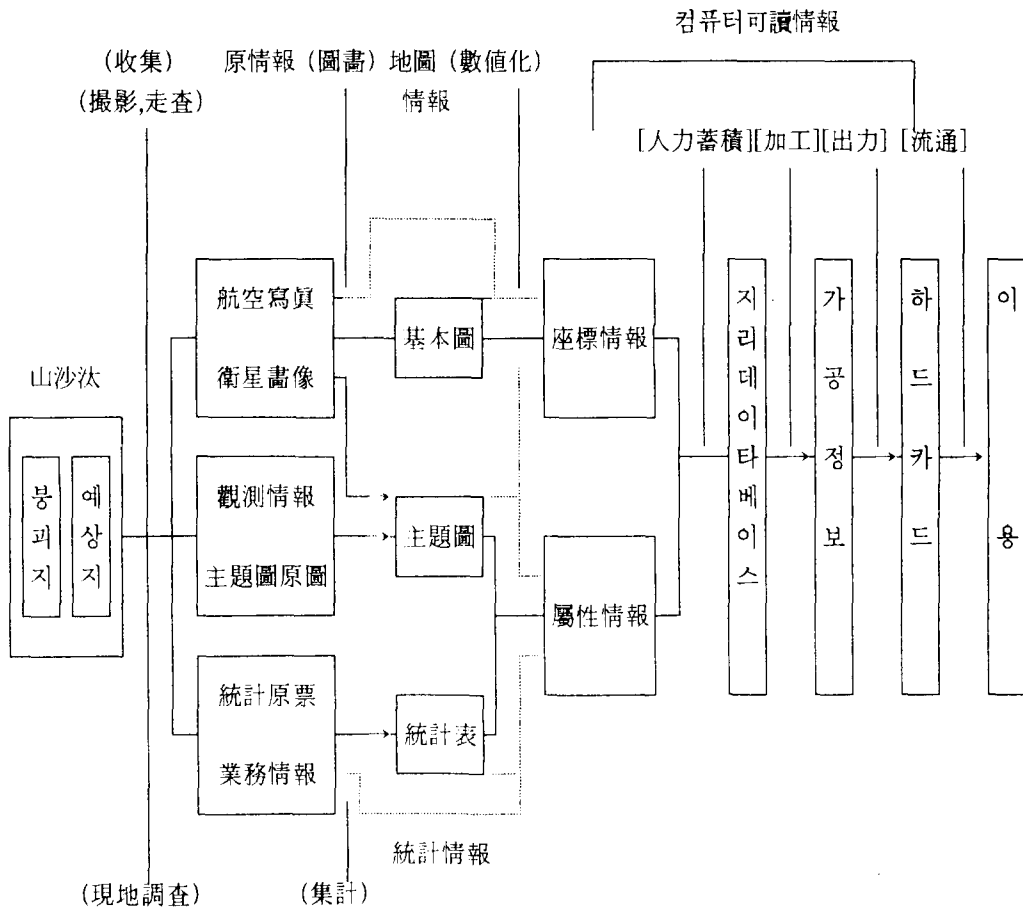 컴퓨터可讀情報
(收集) 原情報 (圖畵) 地圖 (數値化)
(撮影,走査) 情報
[人力蓄積][加工][出力] [流通]
山沙汰
붕괴지
예상지
航空寫眞
衛星畵像
觀測情報
主題圖原圖
統計原票
業務情報
基本圖
主題圖
統計表
座標情報
屬性情報
지리데이타베이스
가공정보
하드카드
이용
統計情報
(現地調査) (集計)